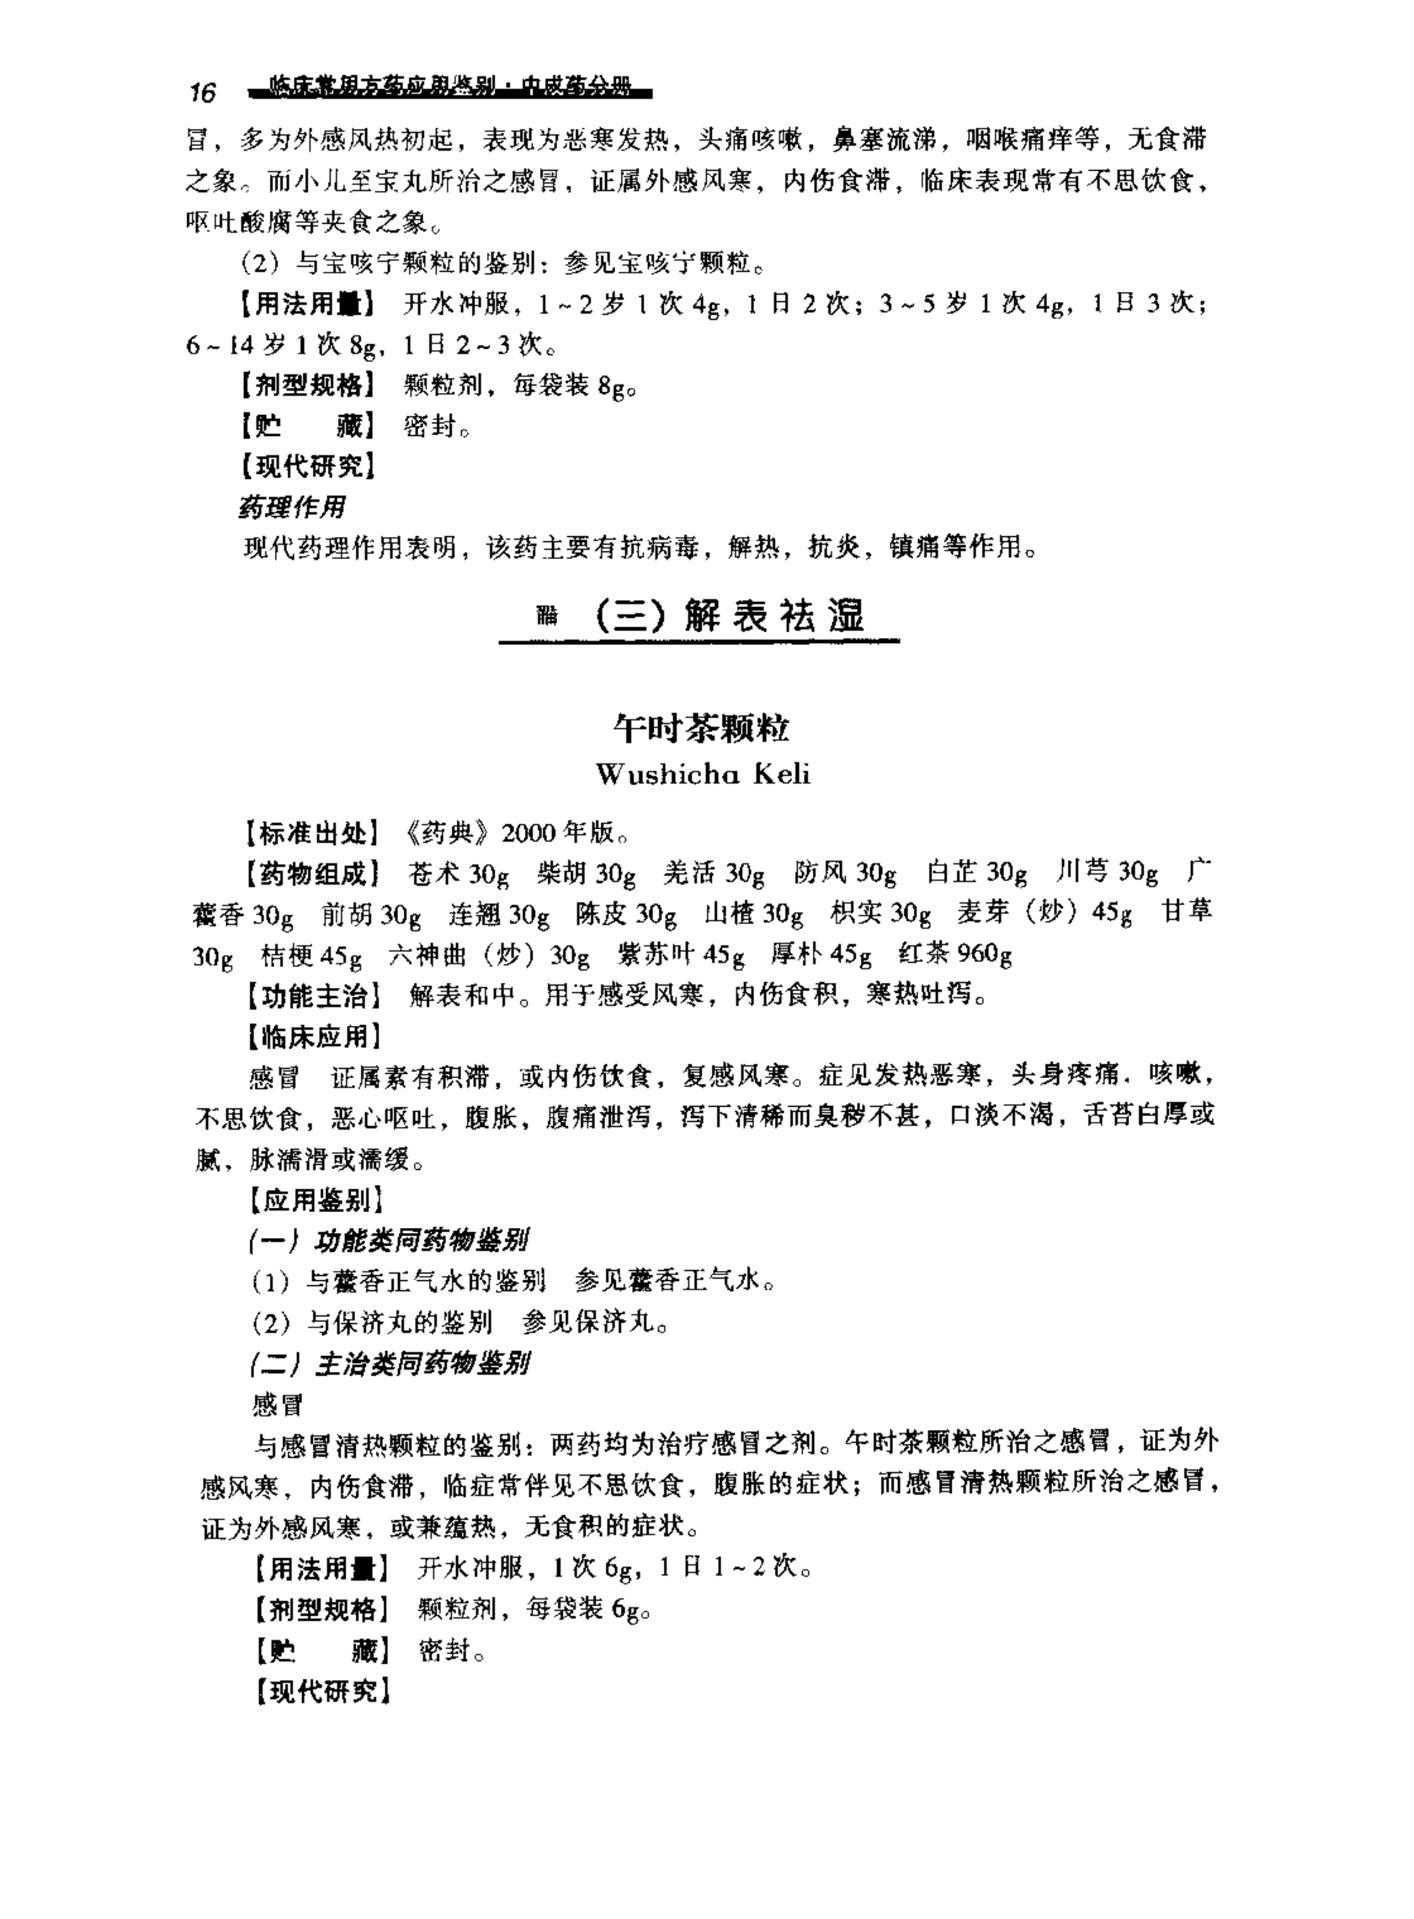 16 临床常用方药应用鉴别·中成药分册
冒，多为外感风热初起，表现为恶寒发热，头痛咳嗽，鼻塞流涕，咽喉痛痒等，无食滞
之象。而小儿至宝丸所治之感冒，证属外感风寒，内伤食滞，临床表现常有不思饮食、
呕吐酸腐等夹食之象。
（2）与宝咳宁颗粒的鉴别：参见宝咳宁颗粒。
【用法用量】 开水冲服，1～2岁1次4g，1日2次；3～5岁1次4g，1日3次；
6～14岁1次8g，1日2～3次。
【剂型规格】 颗粒剂，每袋装8g。
【贮　　藏】 密封。
【现代研究】
药理作用
现代药理作用表明，该药主要有抗病毒，解热，抗炎，镇痛等作用。
（三）解表祛湿
午时茶颗粒
Wushicha Keli
【标准出处】《药典》2000年版。
【药物组成】 苍术30g　柴胡30g　羌活30g　防风30g　白芷30g　川芎30g　广
藿香30g　前胡30g　连翘30g　陈皮30g　山楂30g　枳实30g　麦芽（炒）45g　甘草
30g　桔梗45g　六神曲（炒）30g　紫苏叶45g　厚朴45g　红茶960g
【功能主治】 解表和中。用于感受风寒，内伤食积，寒热吐泻。
【临床应用】
感冒　证属素有积滞，或内伤饮食，复感风寒。症见发热恶寒，头身疼痛．咳嗽，
不思饮食，恶心呕吐，腹胀，腹痛泄泻，泻下清稀而臭秽不甚，口淡不渴，舌苔白厚或
腻，脉濡滑或濡缓。
【应用鉴别】
（一）功能类同药物鉴别
（1）与藿香正气水的鉴别　参见藿香正气水。
（2）与保济丸的鉴别　参见保济丸。
（二）主治类同药物鉴别
感冒
与感冒清热颗粒的鉴别：两药均为治疗感冒之剂。午时茶颗粒所治之感冒，证为外
感风寒，内伤食滞，临症常伴见不思饮食，腹胀的症状；而感冒清热颗粒所治之感冒，
证为外感风寒，或兼蕴热，无食积的症状。
【用法用量】 开水冲服，1次6g，1日1～2次。
【剂型规格】 颗粒剂，每袋装6g。
【贮　　藏】 密封。
【现代研究】